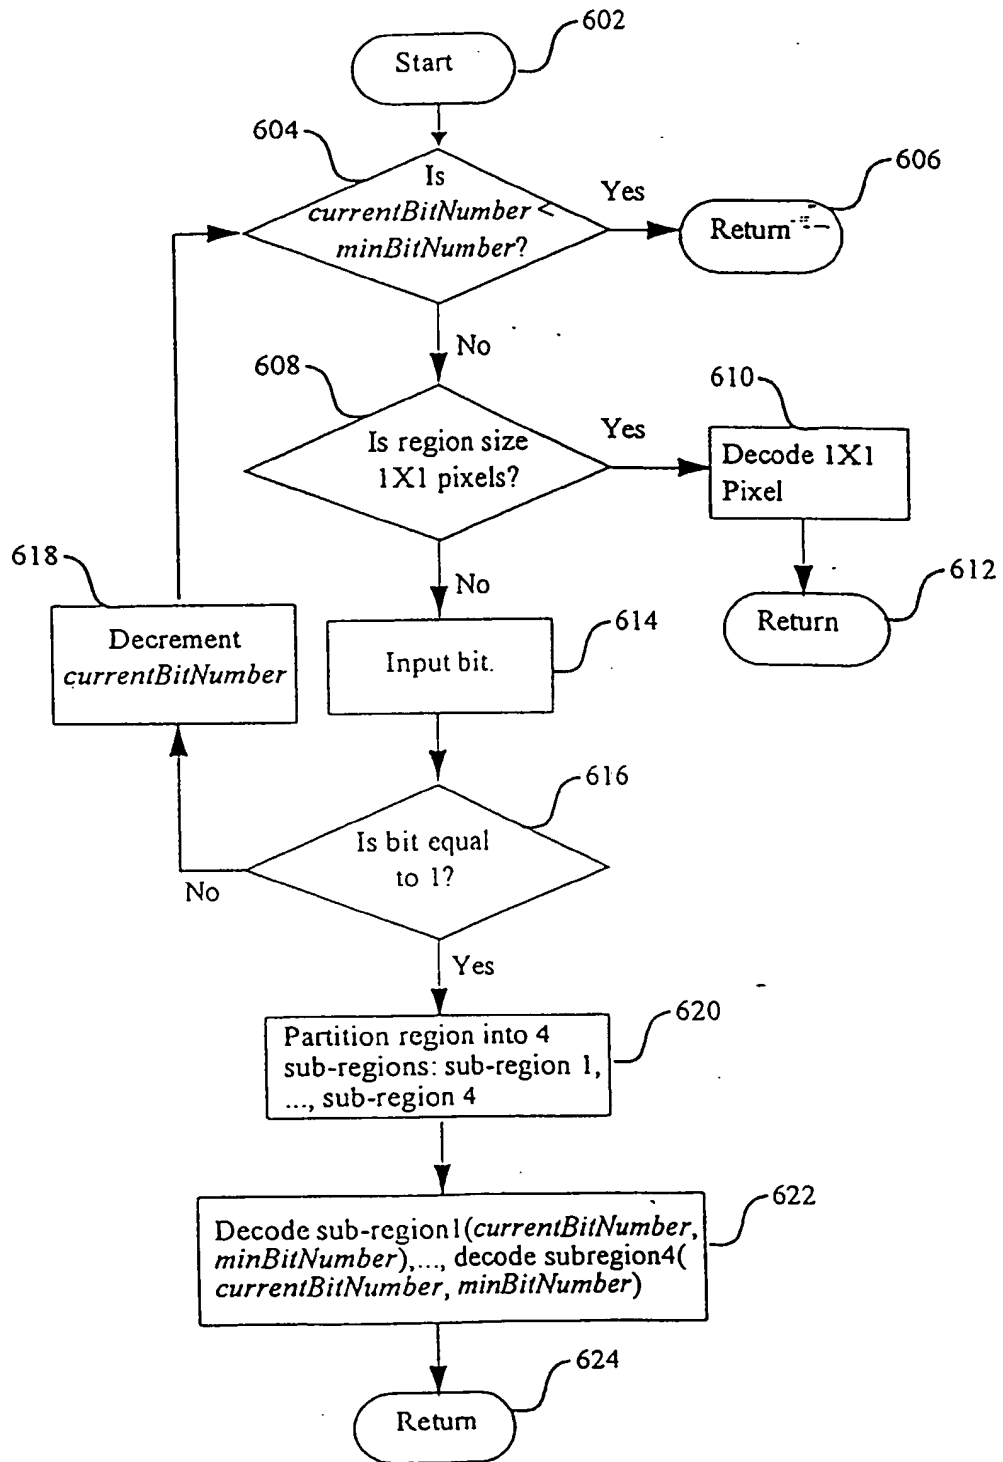 602
Start
604
Is
currentBitNumber <
minBitNumber?
Yes
606
Return
No
608
Is region size
1X1 pixels?
Yes
610
Decode 1X1
Pixel
612
Return
618
Decrement
currentBitNumber
No
614
Input bit.
616
Is bit equal
to 1?
No
Yes
620
Partition region into 4
sub-regions: sub-region 1,
..., sub-region 4
622
Decode sub-region1(currentBitNumber,
minBitNumber),..., decode subregion4(
currentBitNumber, minBitNumber)
624
Return